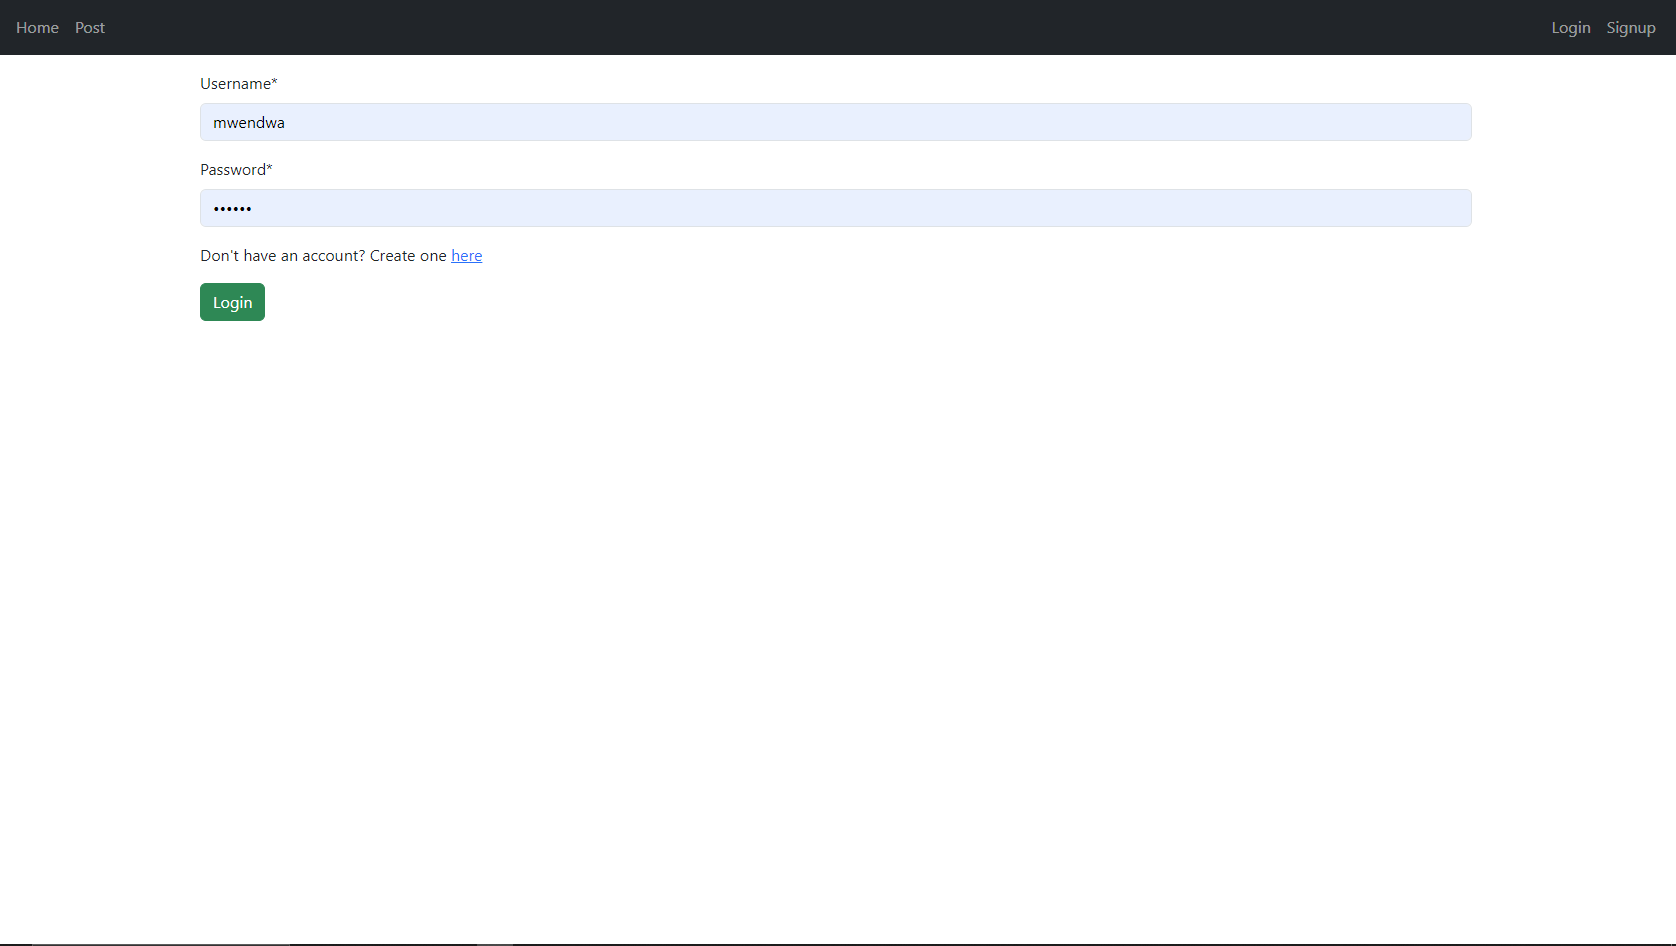 Home Post Login Signup
Username*
mwendwa
Password*
••••••
Don't have an account? Create one here
Login